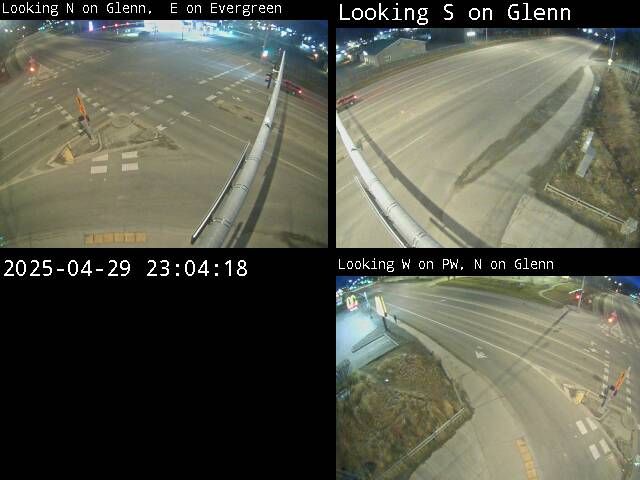 Looking N on Glenn, E on Evergreen
Looking S on Glenn
2025-04-29 23:04:18
Looking W on PW, N on Glenn